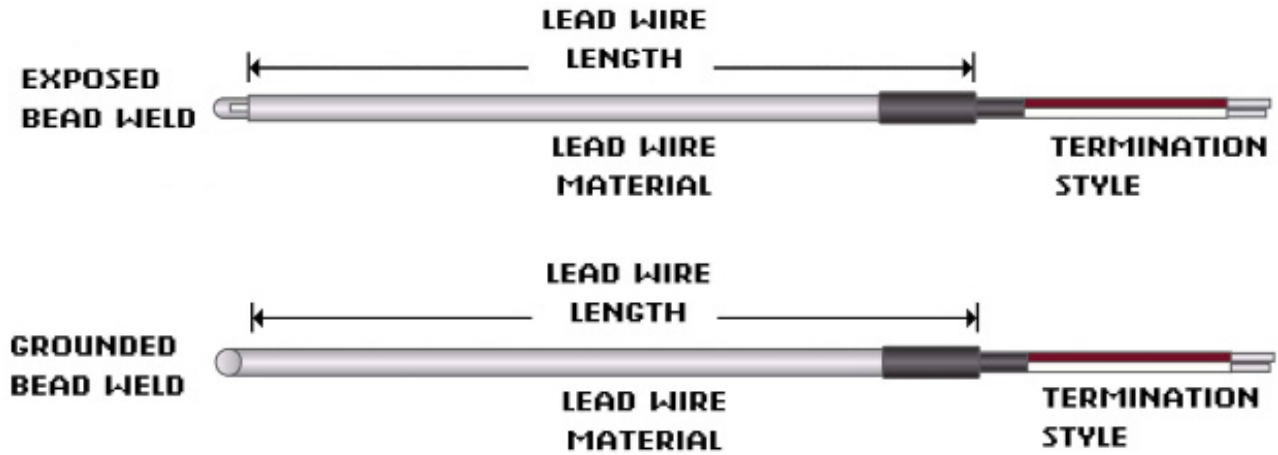 LEAD WIRE
LENGTH
EXPOSED
BEAD WELD
LEAD WIRE
MATERIAL
TERMINATION
STYLE
LEAD WIRE
LENGTH
GROUNDED
BEAD WELD
LEAD WIRE
MATERIAL
TERMINATION
STYLE